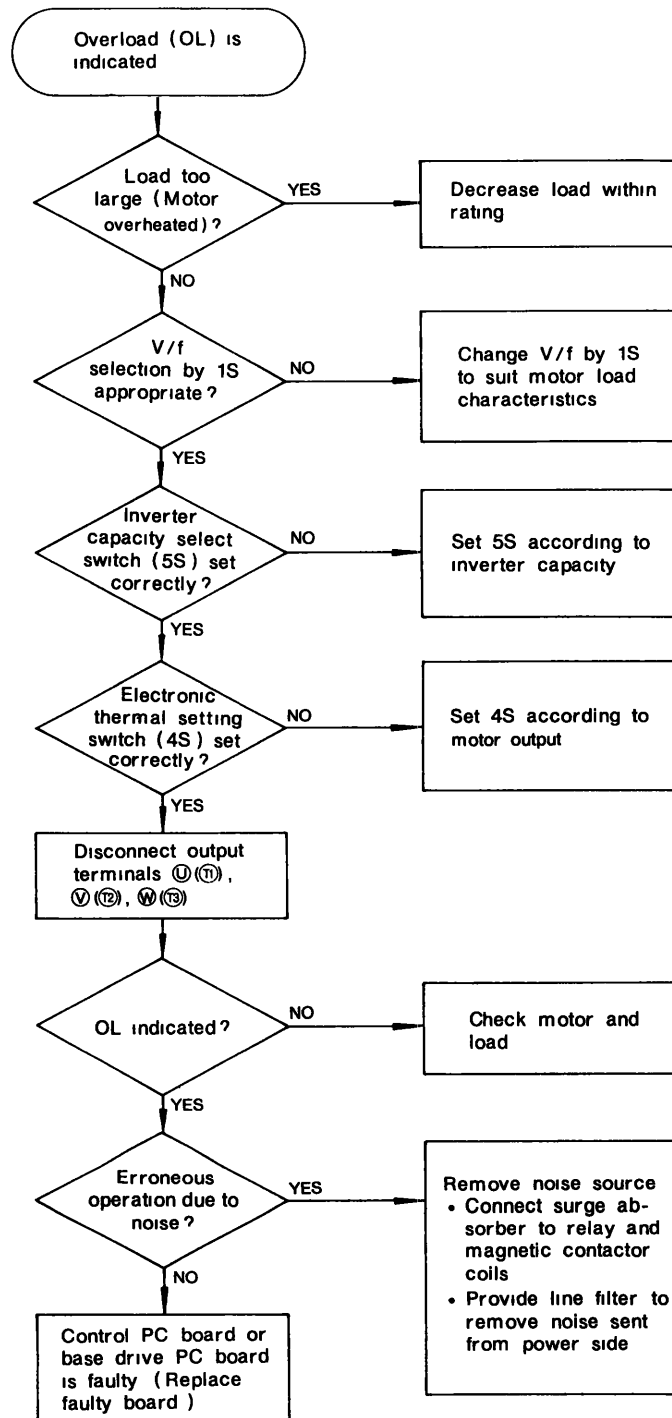 Overload (OL) is
indicated
Load too
large (Motor
overheated)?
YES
Decrease load within
rating
NO
V/f
selection by 1S
appropriate?
NO
Change V/f by 1S
to suit motor load
characteristics
YES
Inverter
capacity select
switch (5S) set
correctly?
NO
Set 5S according to
inverter capacity
YES
Electronic
thermal setting
switch (4S) set
correctly?
NO
Set 4S according to
motor output
YES
Disconnect output
terminals Ⓤ(T1),
Ⓥ(T2), Ⓦ(T3)
OL indicated?
NO
Check motor and
load
YES
Erroneous
operation due to
noise?
YES
Remove noise source
• Connect surge ab-
sorber to relay and
magnetic contactor
coils
• Provide line filter to
remove noise sent
from power side
NO
Control PC board or
base drive PC board
is faulty (Replace
faulty board)